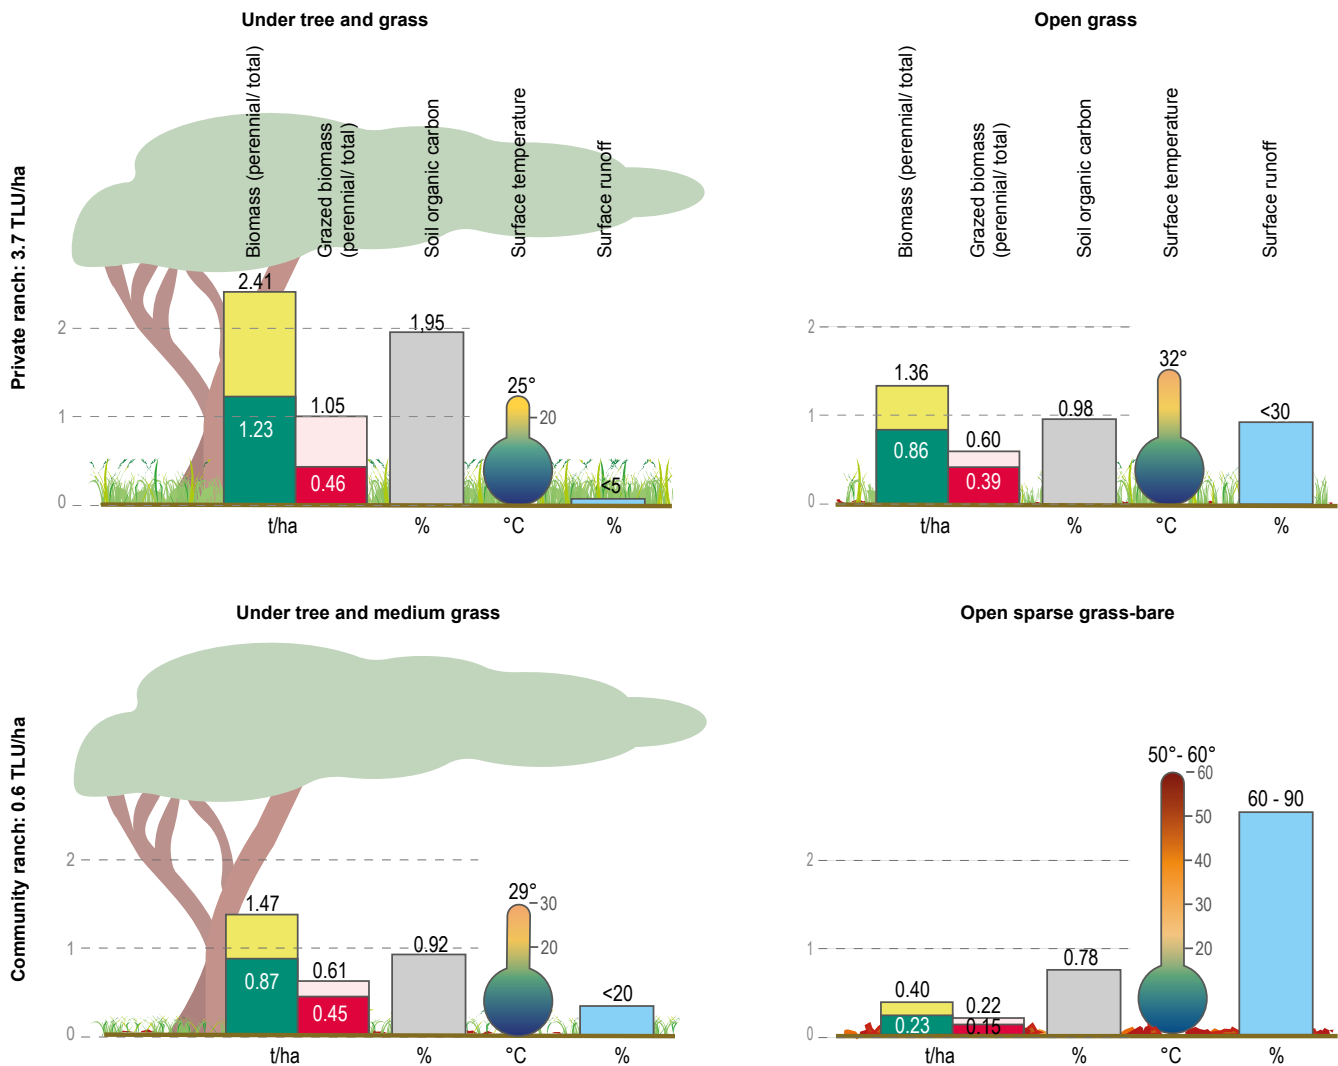 Under tree and grass
Open grass
Private ranch: 3.7 TLU/ha
Biomass (perennial/ total)
Grazed biomass
(perennial/ total)
Soil organic carbon
Surface temperature
Surface runoff
2.41
2
1,95
25°
1.05
1
20
1.23
0.46
<5
0
t/ha
%
°C
%
Biomass (perennial/ total)
Grazed biomass
(perennial/ total)
Soil organic carbon
Surface temperature
Surface runoff
2
32°
1.36
1
0.98
<30
0.86
0.60
0.39
0
t/ha
%
°C
%
Under tree and medium grass
Open sparse grass-bare
Community ranch: 0.6 TLU/ha
2
1.47
29°
30
1
0.92
20
0.87
0.61
0.45
<20
0
t/ha
%
°C
%
50°- 60°
60
60 - 90
50
2
40
30
1
20
0.78
0.40
0.22
0.23
0.15
0
t/ha
%
°C
%